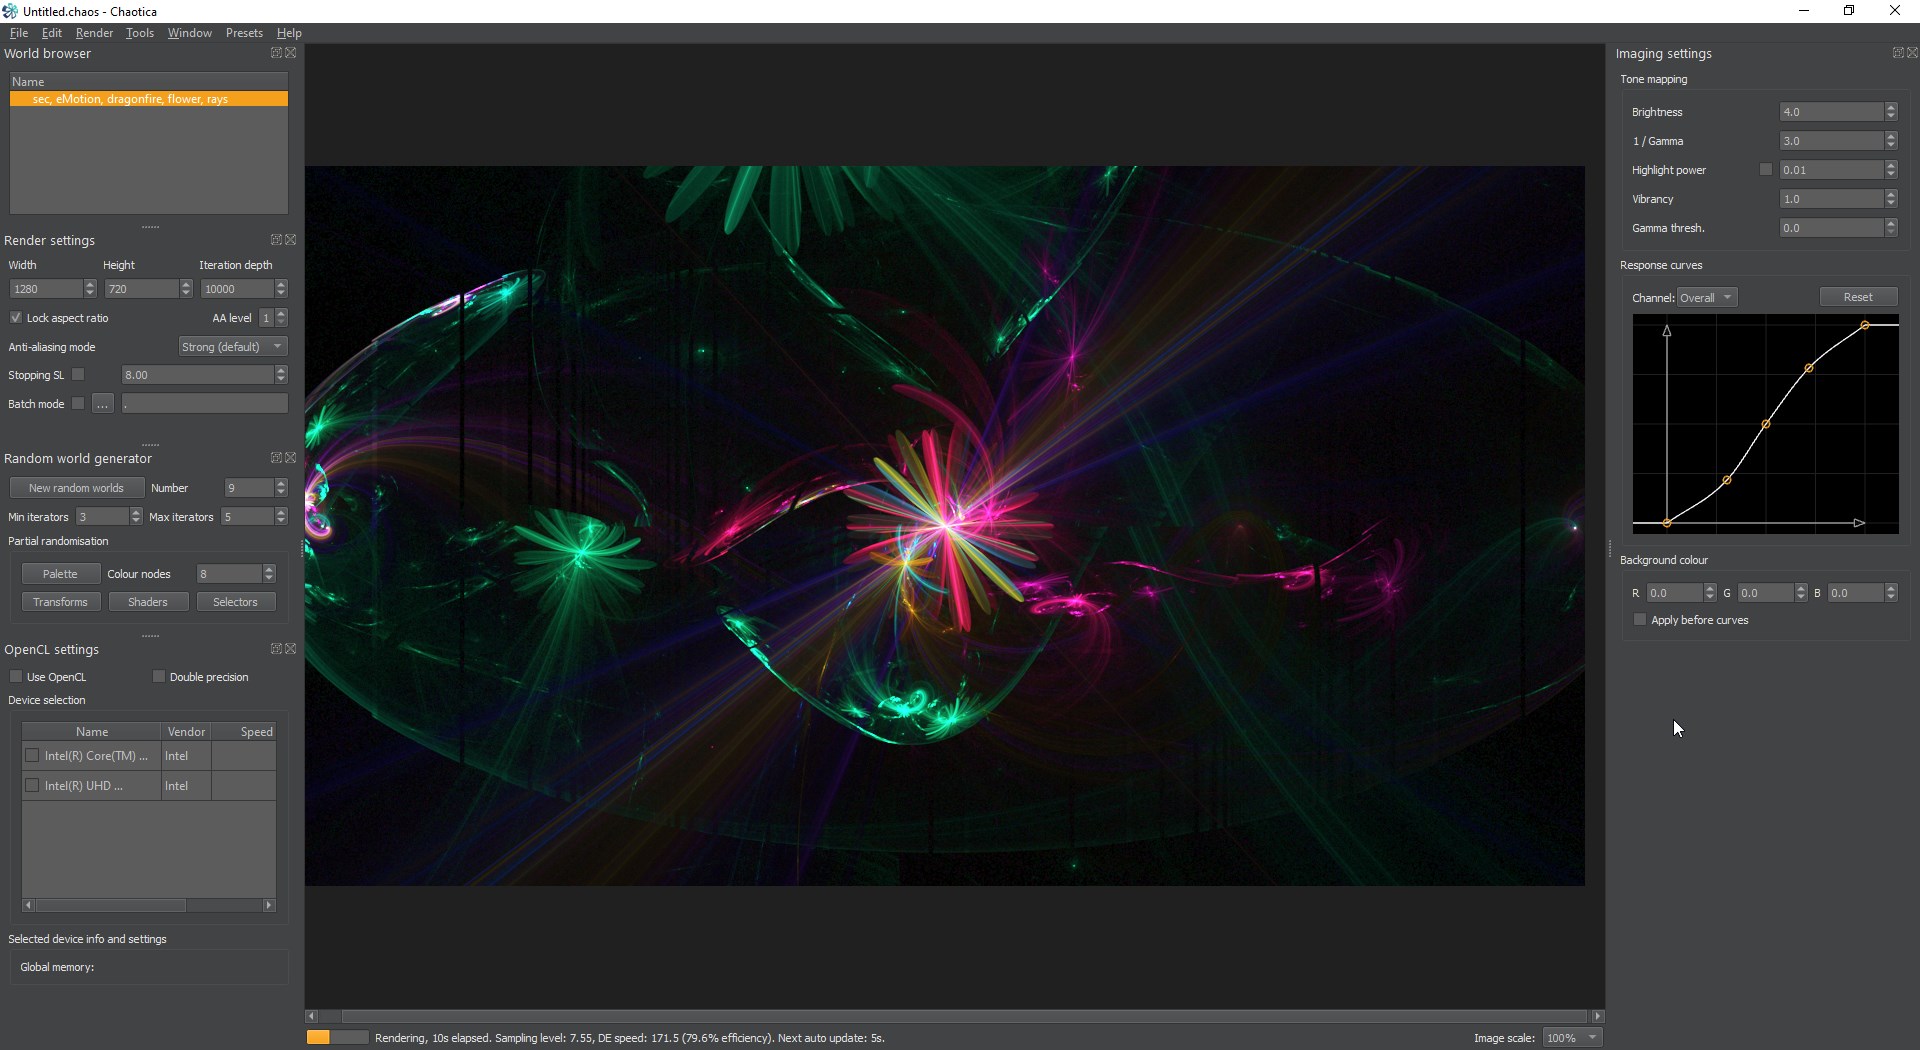 Untitled.chaos - Chaotica
File Edit Render Tools Window Presets Help
World browser
Name
sec, eMotion, dragonfire, flower, rays
Render settings
Width Height Iteration depth
1280 720 10000
Lock aspect ratio AA level 1
Anti-aliasing mode Strong (default)
Stopping SL 8.00
Batch mode ... .
Random world generator
New random worlds Number 9
Min iterators 3 Max iterators 5
Partial randomisation
Palette Colour nodes 8
Transforms Shaders Selectors
OpenCL settings
Use OpenCL Double precision
Device selection
Name Vendor Speed
Intel(R) Core(TM) ... Intel
Intel(R) UHD ... Intel
Selected device info and settings
Global memory:
Rendering, 10s elapsed. Sampling level: 7.55, DE speed: 171.5 (79.6% efficiency). Next auto update: 5s.
Image scale: 100%
Imaging settings
Tone mapping
Brightness 4.0
1 / Gamma 3.0
Highlight power 0.01
Vibrancy 1.0
Gamma thresh. 0.0
Response curves
Channel: Overall Reset
Background colour
R 0.0 G 0.0 B 0.0
Apply before curves